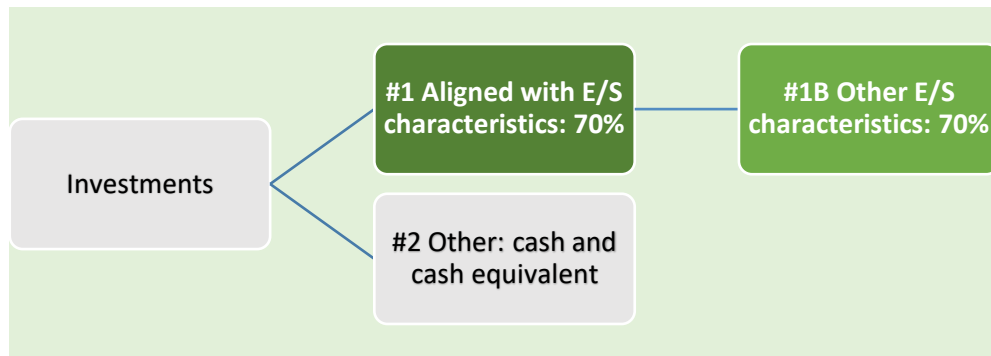 #1 Aligned with E/S
characteristics: 70%
#1B Other E/S
characteristics: 70%
Investments
#2 Other: cash and
cash equivalent